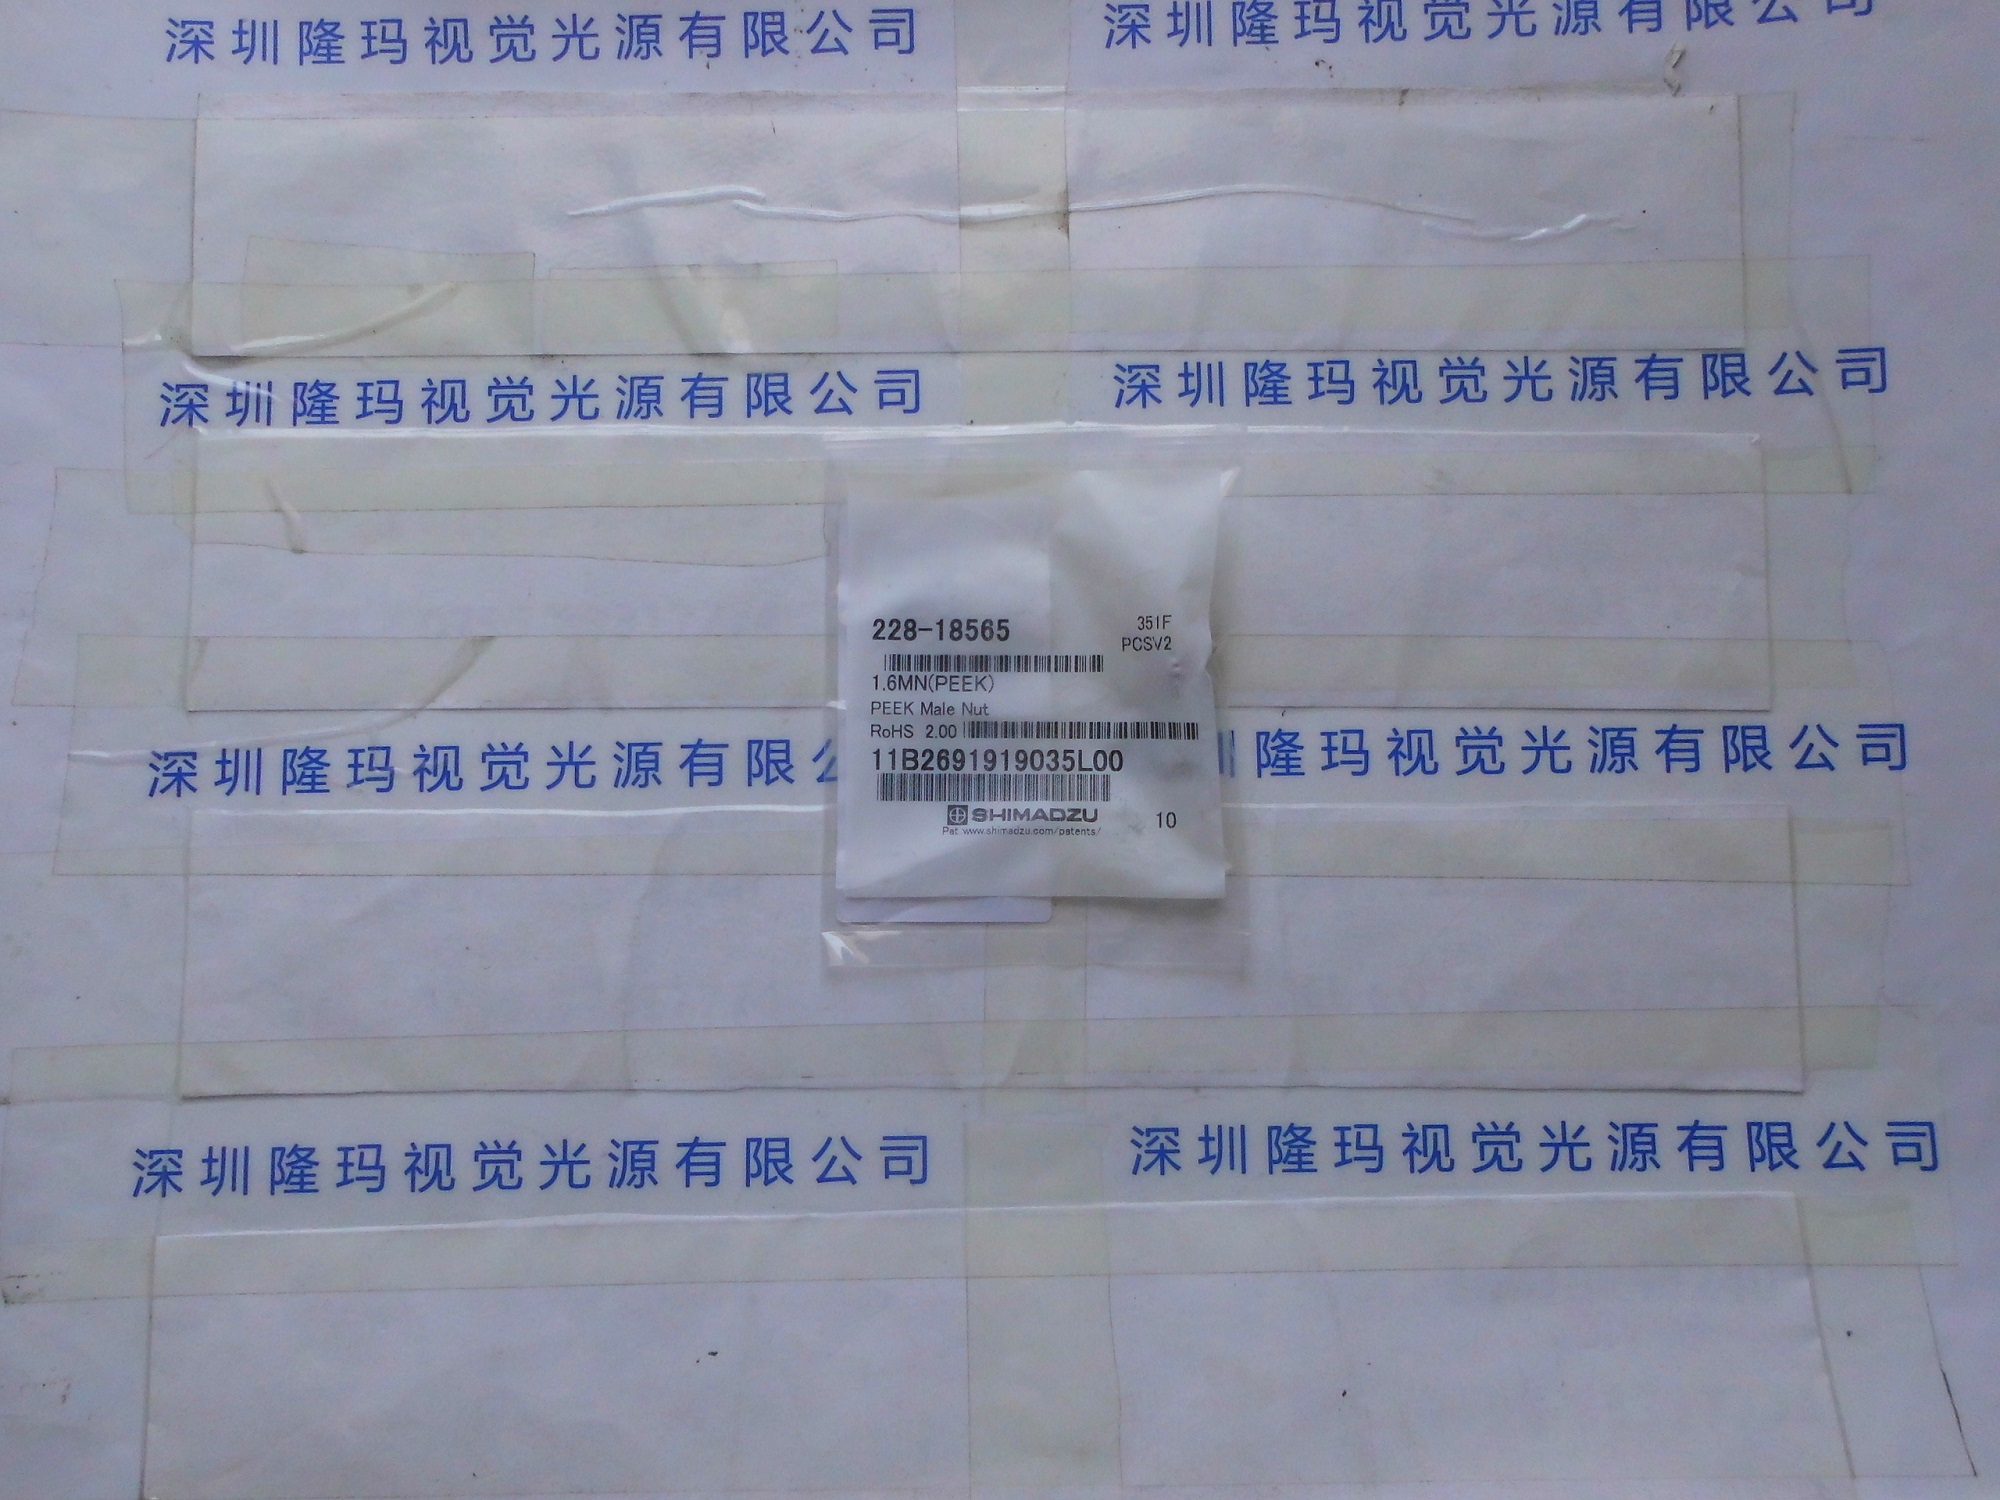 深圳隆玛视觉光源有限公司
深圳隆玛视觉光源有限公司
深圳隆玛视觉光源有限公司
深圳隆玛视觉光源有限公司
228-18565
351F
PCSV2
1.6MN(PEEK)
PEEK Male Nut
RoHS 2.00
11B2691919035L00
SHIMADZU
Pat www.shimadzu.com/patents/
10
深圳隆玛视觉光源有限公
隆玛视觉光源有限公司
深圳隆玛视觉光源有限公司
深圳隆玛视觉光源有限公司